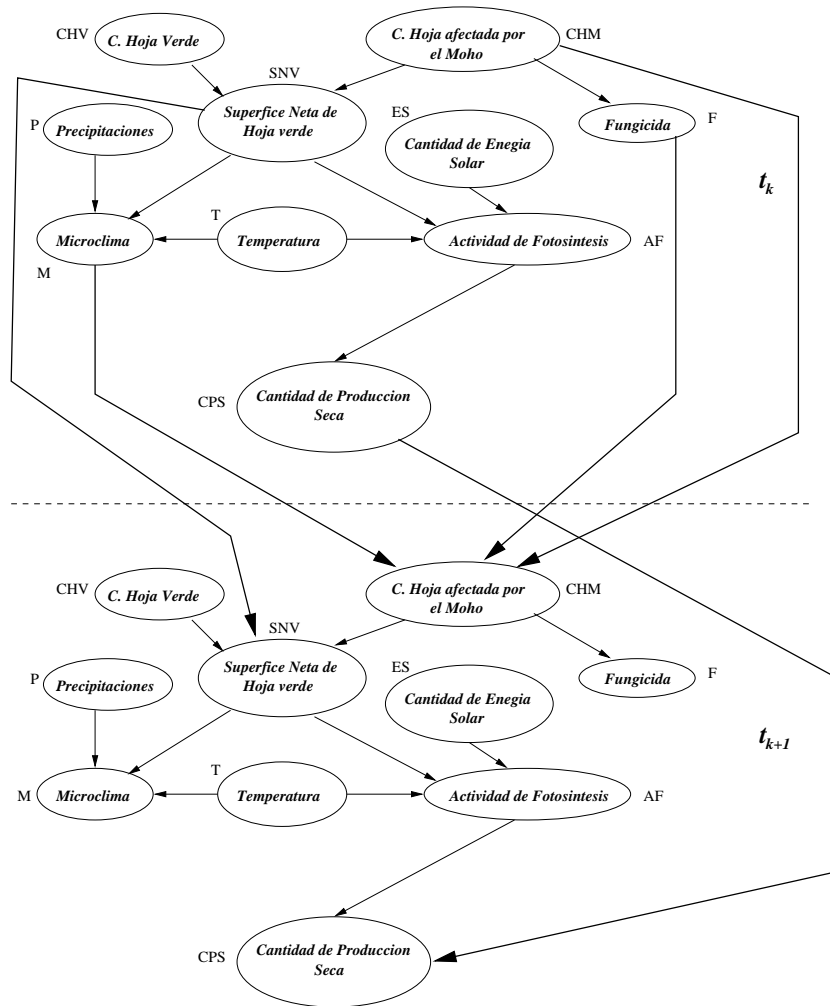 CHV
C. Hoja Verde
C. Hoja afectada por
el Moho
CHM
SNV
Superfice Neta de
Hoja verde
P
Precipitaciones
ES
Cantidad de Enegia
Solar
Fungicida
F
t_k
T
Microclima
Temperatura
Actividad de Fotosintesis
AF
M
CPS
Cantidad de Produccion
Seca
CHV
C. Hoja Verde
C. Hoja afectada por
el Moho
CHM
SNV
Superfice Neta de
Hoja verde
P
Precipitaciones
ES
Cantidad de Enegia
Solar
Fungicida
F
t_{k+1}
T
M
Microclima
Temperatura
Actividad de Fotosintesis
AF
CPS
Cantidad de Produccion
Seca